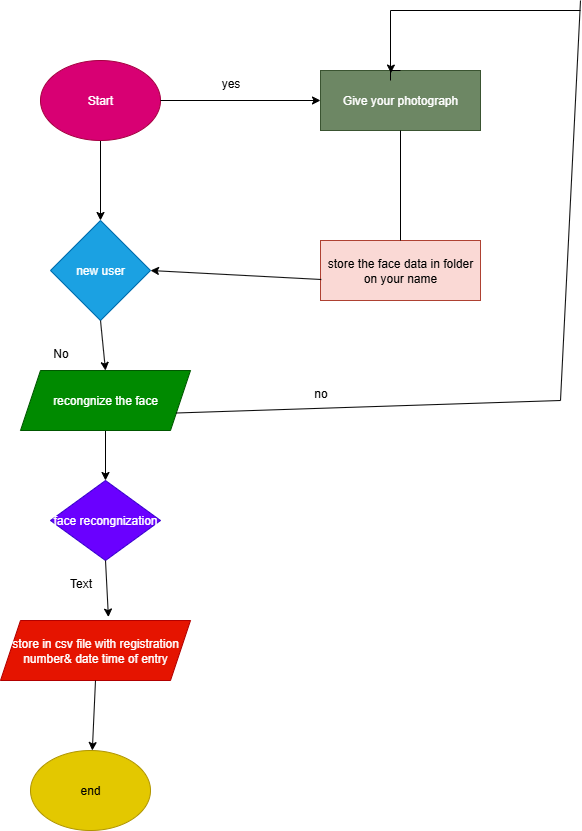 yes
Start
Give your photograph
new user
store the face data in folder
on your name
No
recongnize the face
no
face recongnization
Text
store in csv file with registration
number& date time of entry
end